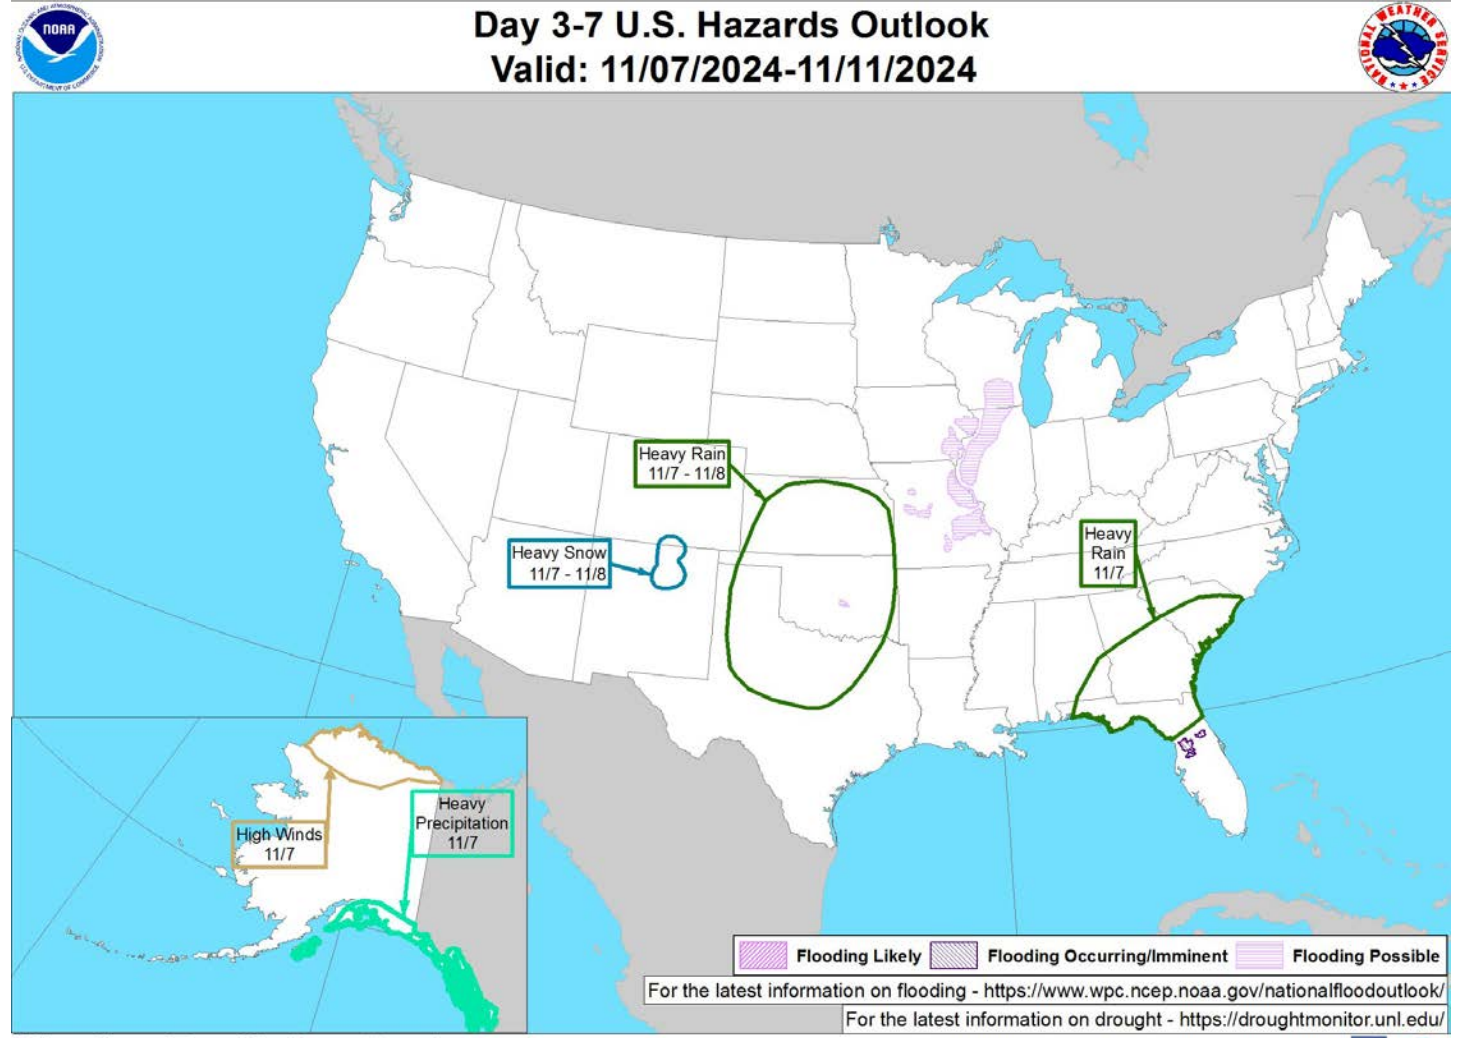 Day 3-7 U.S. Hazards Outlook
Valid: 11/07/2024-11/11/2024
NOAA
NATIONAL WEATHER SERVICE
Heavy Rain
11/7 - 11/8
Heavy Snow
11/7 - 11/8
Heavy
Rain
11/7
High Winds
11/7
Heavy
Precipitation
11/7
Flooding Likely
Flooding Occurring/Imminent
Flooding Possible
For the latest information on flooding - https://www.wpc.ncep.noaa.gov/nationalfloodoutlook/
For the latest information on drought - https://droughtmonitor.unl.edu/